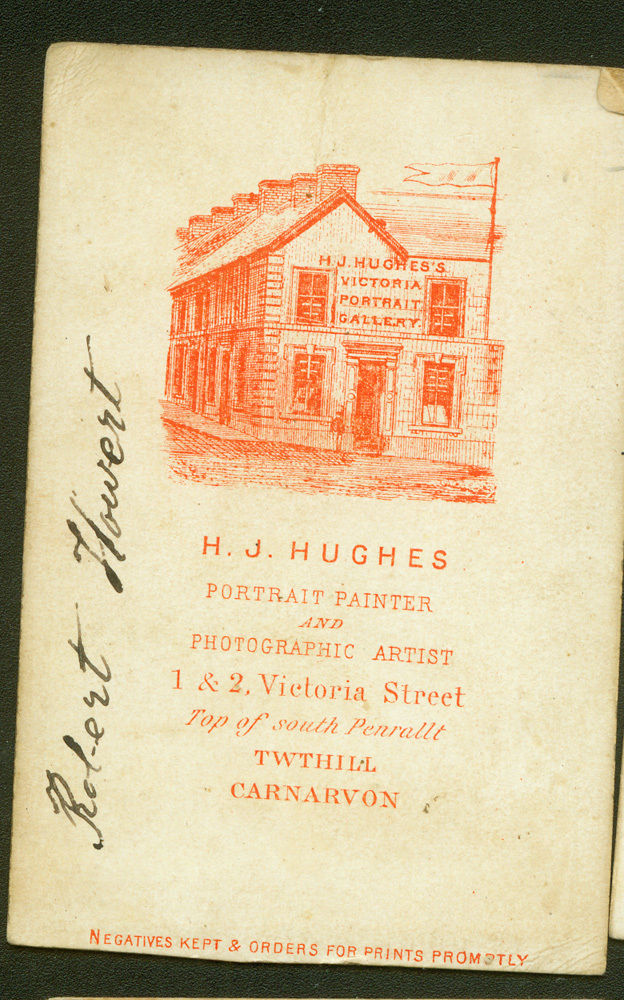 H. J. HUGHES'S
VICTORIA
PORTRAIT
GALLERY.
H. J. HUGHES
PORTRAIT PAINTER
AND
PHOTOGRAPHIC ARTIST
1 & 2, Victoria Street
Top of south Penrallt
TWTHILL
CARNARVON
NEGATIVES KEPT & ORDERS FOR PRINTS PROMPTLY
Robert Howert